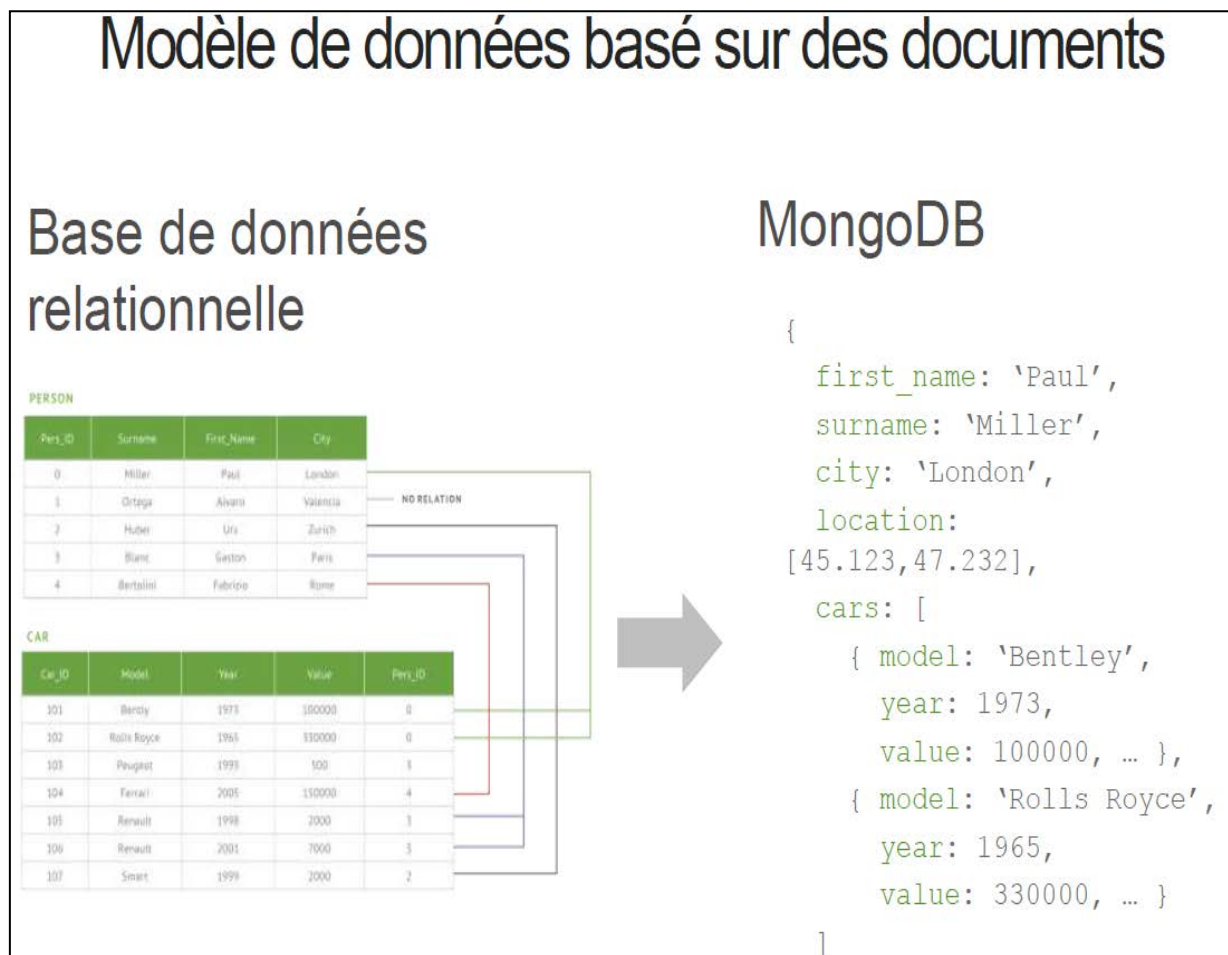 Modèle de données basé sur des documents
Base de données
relationnelle
PERSON
Pers_ID Surname First_Name City
0 Miller Paul London
1 Ortega Alvaro Valencia
NO RELATION
2 Huber Urs Zurich
3 Blanc Gaston Paris
4 Bertolini Fabrizio Rome
CAR
Car_ID Model Year Value Pers_ID
101 Bently 1973 100000 0
102 Rolls Royce 1965 330000 0
103 Peugeot 1993 500 3
104 Ferrari 2005 150000 4
105 Renault 1998 2000 3
106 Renault 2001 7000 3
107 Smart 1999 2000 2
MongoDB
{
first_name: ‘Paul’,
surname: ‘Miller’,
city: ‘London’,
location:
[45.123,47.232],
cars: [
{ model: ‘Bentley’,
year: 1973,
value: 100000, … },
{ model: ‘Rolls Royce’,
year: 1965,
value: 330000, … }
]